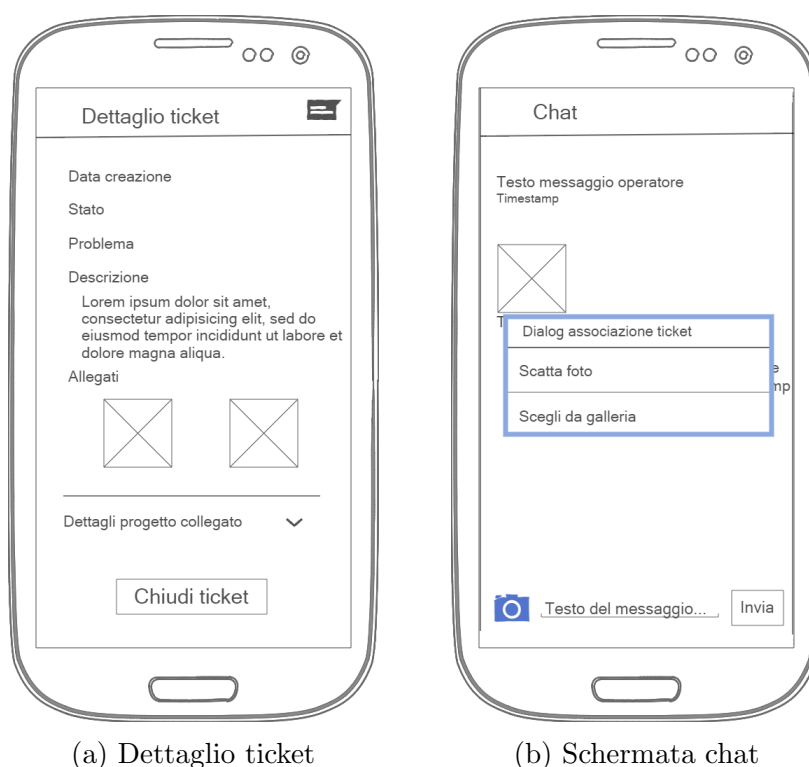 Dettaglio ticket
Data creazione
Stato
Problema
Descrizione
Lorem ipsum dolor sit amet,
consectetur adipisicing elit, sed do
eiusmod tempor incididunt ut labore et
dolore magna aliqua.
Allegati
Dettagli progetto collegato
Chiudi ticket
(a) Dettaglio ticket
Chat
Testo messaggio operatore
Timestamp
Dialog associazione ticket
Scatta foto
Scegli da galleria
Testo del messaggio...
Invia
(b) Schermata chat